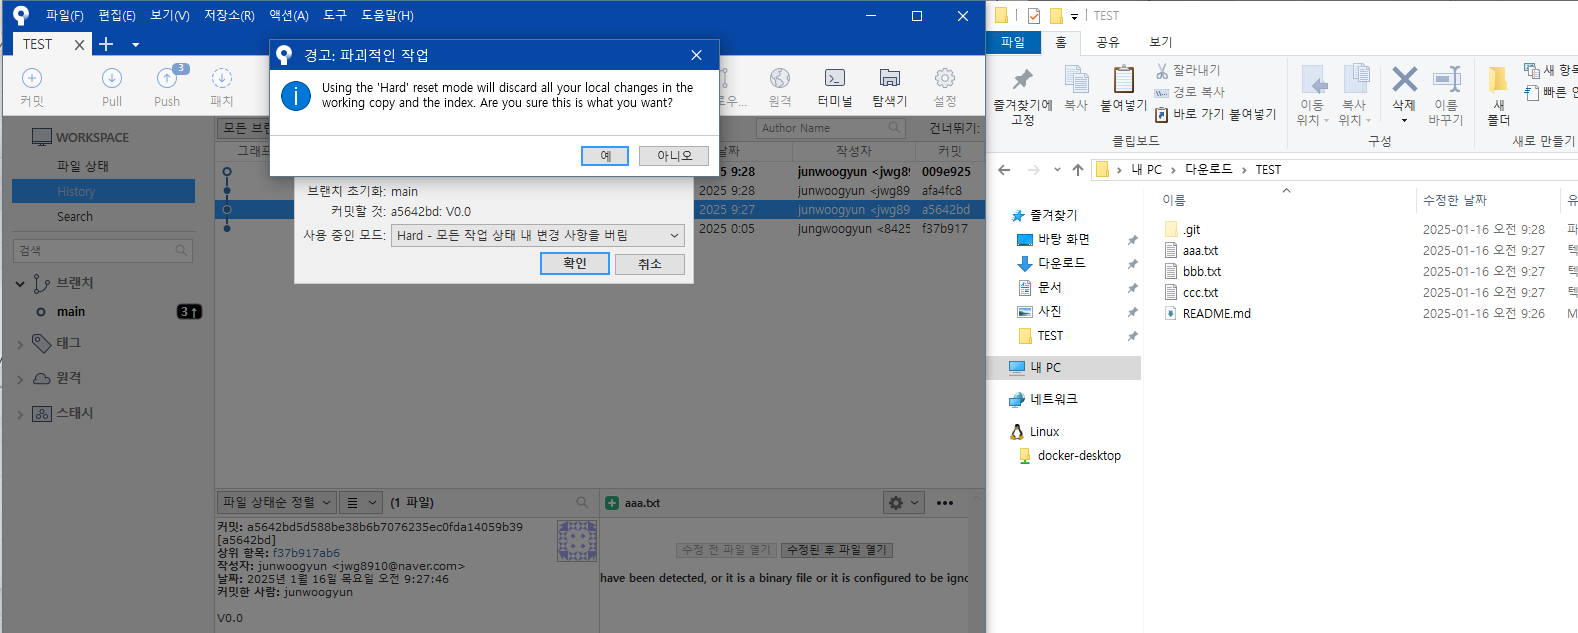 파일(F) 편집(E) 보기(V) 저장소(R) 액션(A) 도구 도움말(H)
TEST
커밋 Pull Push 3 패치
원격 터미널 탐색기 설정
경고: 파괴적인 작업
Using the 'Hard' reset mode will discard all your local changes in the
working copy and the index. Are you sure this is what you want?
예 아니오
브랜치 초기화: main
커밋할 것: a5642bd: V0.0
사용 중인 모드: Hard - 모든 작업 상태 내 변경 사항을 버림
확인 취소
WORKSPACE
파일 상태
History
Search
검색
브랜치
main 3↑
태그
원격
스태시
모든 브랜
Author Name 건너뛰기:
그래프 날짜 작성자 커밋
9:28 junwoogyun <jwg89 009e925
2025 9:28 junwoogyun <jwg89 afa4fc8
2025 9:27 junwoogyun <jwg89 a5642bd
2025 0:05 jungwoogyun <8425 f37b917
파일 상태순 정렬 (1 파일)
커밋: a5642bd5d588be38b6b7076235ec0fda14059b39
[a5642bd]
상위 항목: f37b917ab6
작성자: junwoogyun <jwg8910@naver.com>
날짜: 2025년 1월 16일 목요일 오전 9:27:46
커밋한 사람: junwoogyun
V0.0
aaa.txt
수정 전 파일 열기 수정된 후 파일 열기
have been detected, or it is a binary file or it is configured to be igno
TEST
파일 홈 공유 보기
즐겨찾기에
고정
복사
붙여넣기
잘라내기
경로 복사
바로 가기 붙여넣기
클립보드
이동
위치
복사
위치
삭제
이름
바꾸기
구성
새
폴더
새 항목
빠른
새로 만들기
내 PC 다운로드 TEST
즐겨찾기
바탕 화면
다운로드
문서
사진
TEST
내 PC
네트워크
Linux
docker-desktop
이름 수정한 날짜 유
.git 2025-01-16 오전 9:28 파
aaa.txt 2025-01-16 오전 9:27 텍
bbb.txt 2025-01-16 오전 9:27 텍
ccc.txt 2025-01-16 오전 9:27 텍
README.md 2025-01-16 오전 9:26 M